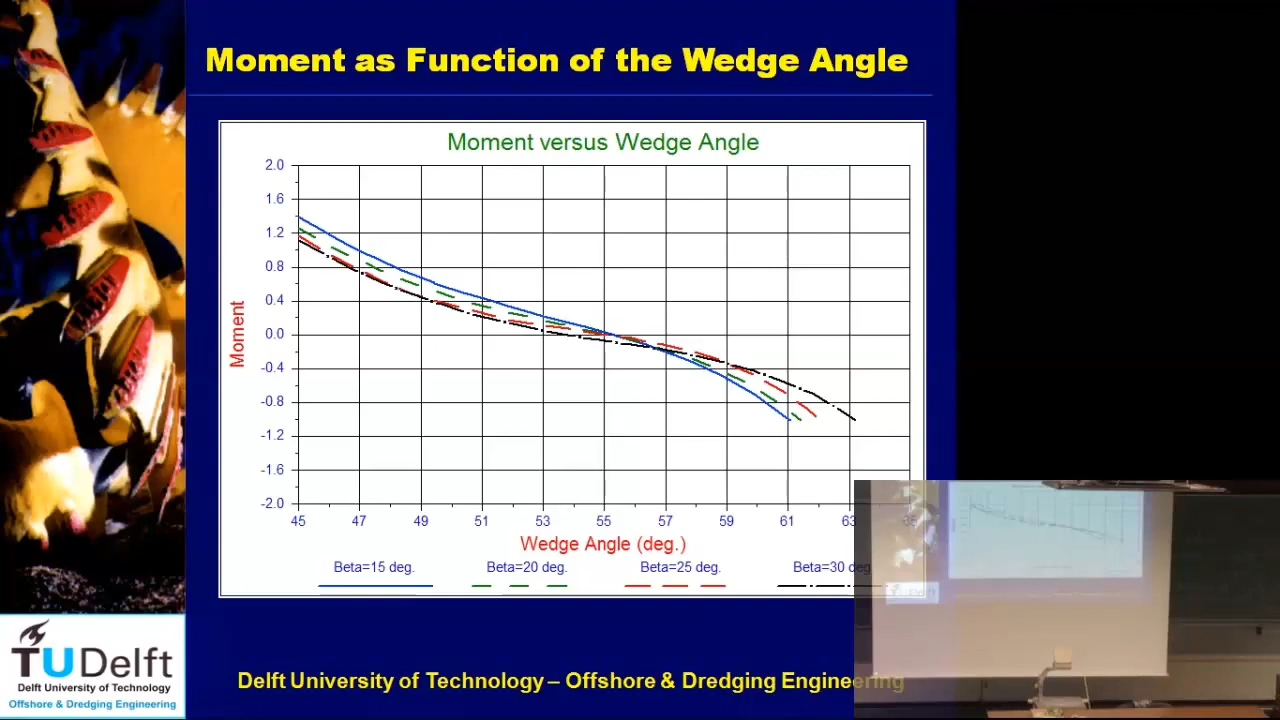 Moment as Function of the Wedge Angle
Moment versus Wedge Angle
2.0
1.6
1.2
0.8
0.4
0.0
-0.4
-0.8
-1.2
-1.6
-2.0
Moment
45 47 49 51 53 55 57 59 61 63
Wedge Angle (deg.)
Beta=15 deg. Beta=20 deg. Beta=25 deg. Beta=30 deg
TU Delft
Delft University of Technology
Offshore & Dredging Engineering
Delft University of Technology – Offshore & Dredging Engineering